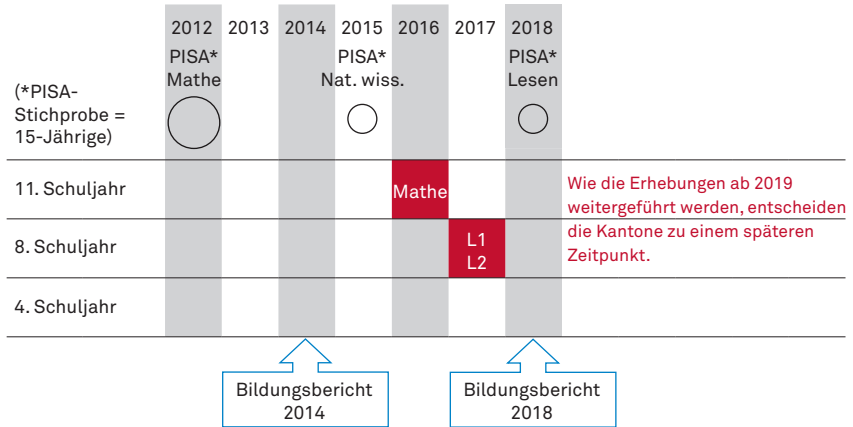 2012 2013 2014 2015 2016 2017 2018
PISA* PISA* PISA*
Mathe Nat. wiss. Lesen
(*PISA-
Stichprobe =
15-Jährige)
11. Schuljahr
Mathe
Wie die Erhebungen ab 2019
weitergeführt werden, entscheiden
die Kantone zu einem späteren
Zeitpunkt.
8. Schuljahr
L1
L2
4. Schuljahr
Bildungsbericht
2014
Bildungsbericht
2018